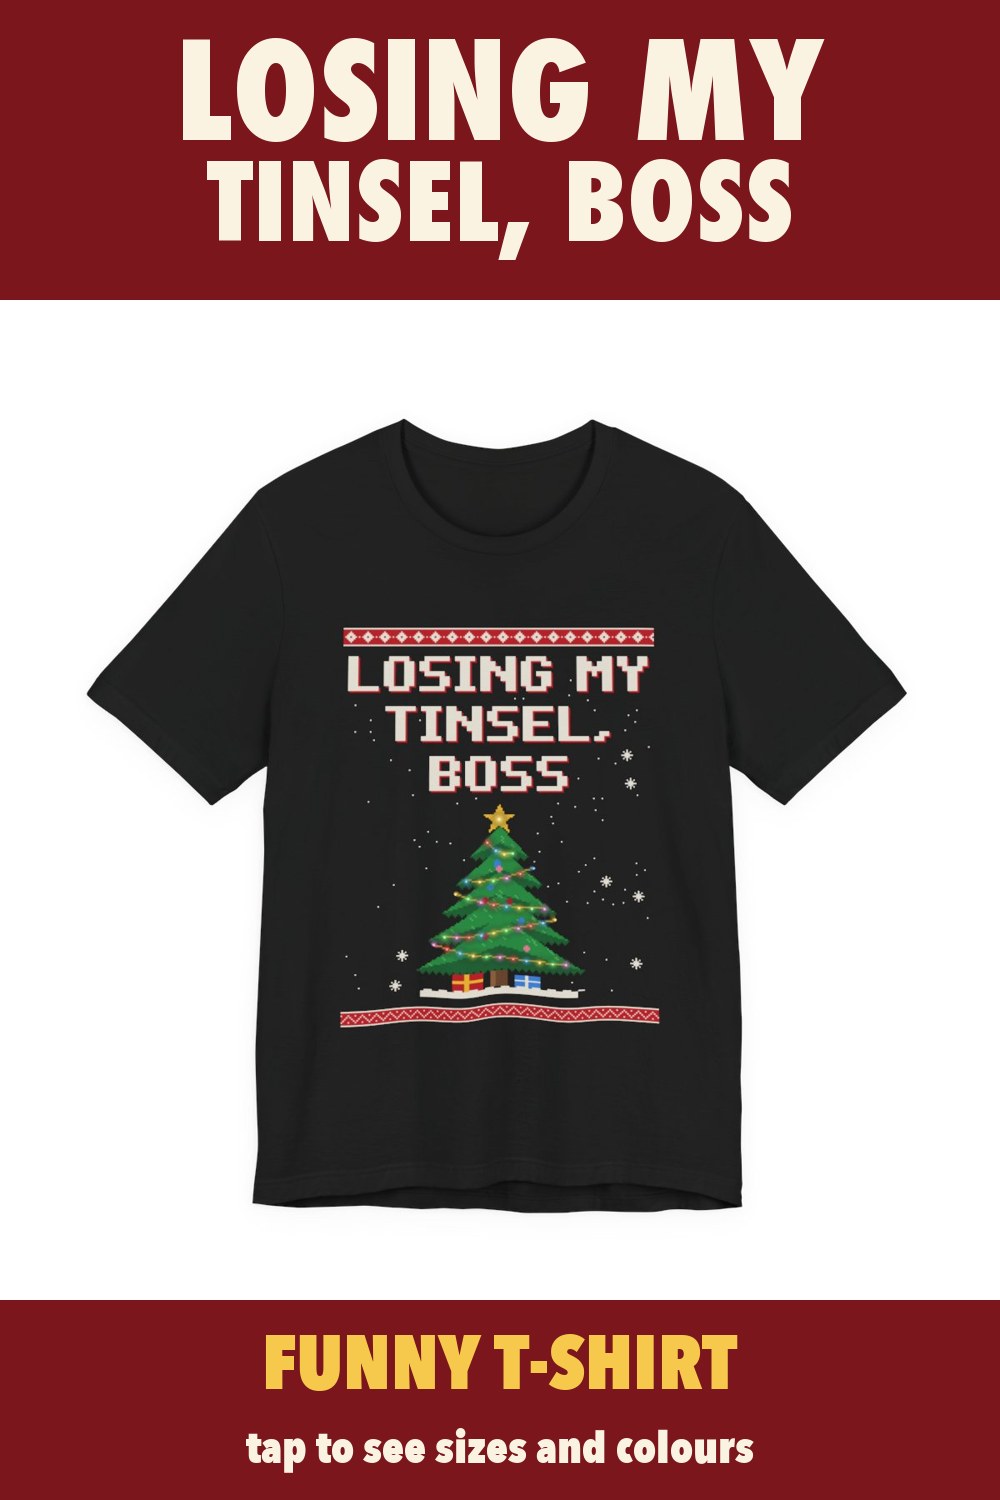 LOSING MY
TINSEL, BOSS
LOSING MY
TINSEL,
BOSS
FUNNY T-SHIRT
tap to see sizes and colours